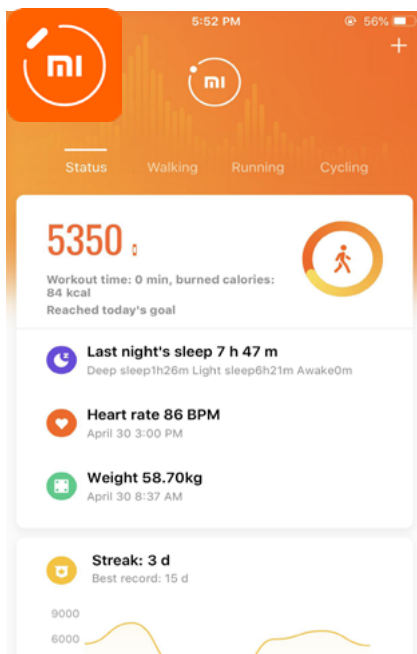 5:52 PM
56%
mi
mi
+
Status Walking Running Cycling
5350
Workout time: 0 min, burned calories:
84 kcal
Reached today's goal
Last night's sleep 7 h 47 m
Deep sleep1h26m Light sleep6h21m Awake0m
Heart rate 86 BPM
April 30 3:00 PM
Weight 58.70kg
April 30 8:37 AM
Streak: 3 d
Best record: 15 d
9000
6000